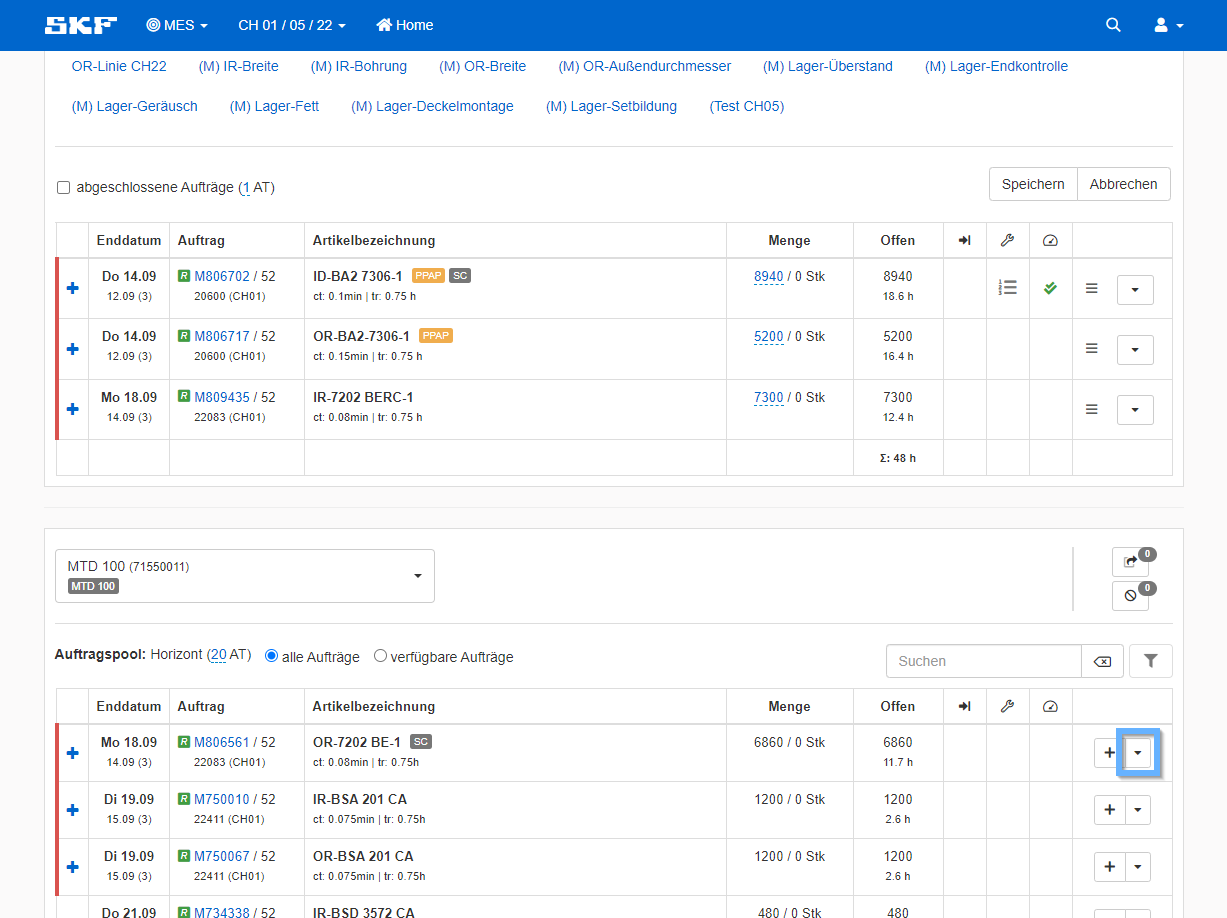 SKF MES CH 01 / 05 / 22 Home
OR-Linie CH22 (M) IR-Breite (M) IR-Bohrung (M) OR-Breite (M) OR-Außendurchmesser (M) Lager-Überstand (M) Lager-Endkontrolle
(M) Lager-Geräusch (M) Lager-Fett (M) Lager-Deckelmontage (M) Lager-Setbildung (Test CH05)
abgeschlossene Aufträge (1 AT) Speichern Abbrechen
Enddatum Auftrag Artikelbezeichnung Menge Offen
Do 14.09 R M806702 / 52 ID-BA2 7306-1 PPAP SC 8940 / 0 Stk 8940
12.09 (3) 20600 (CH01) ct: 0.1min | tr: 0.75 h 18.6 h
Do 14.09 R M806717 / 52 OR-BA2-7306-1 PPAP 5200 / 0 Stk 5200
12.09 (3) 20600 (CH01) ct: 0.15min | tr: 0.75 h 16.4 h
Mo 18.09 R M809435 / 52 IR-7202 BERC-1 7300 / 0 Stk 7300
14.09 (3) 22083 (CH01) ct: 0.08min | tr: 0.75 h 12.4 h
Σ: 48 h
MTD 100 (71550011) 0
MTD 100 0
Auftragspool: Horizont (20 AT) alle Aufträge verfügbare Aufträge Suchen
Enddatum Auftrag Artikelbezeichnung Menge Offen
Mo 18.09 R M806561 / 52 OR-7202 BE-1 SC 6860 / 0 Stk 6860
14.09 (3) 22083 (CH01) ct: 0.08min | tr: 0.75h 11.7 h
Di 19.09 R M750010 / 52 IR-BSA 201 CA 1200 / 0 Stk 1200
15.09 (3) 22411 (CH01) ct: 0.075min | tr: 0.75h 2.6 h
Di 19.09 R M750067 / 52 OR-BSA 201 CA 1200 / 0 Stk 1200
15.09 (3) 22411 (CH01) ct: 0.075min | tr: 0.75h 2.6 h
Do 21.09 R M734338 / 52 IR-BSD 3572 CA 480 / 0 Stk 480